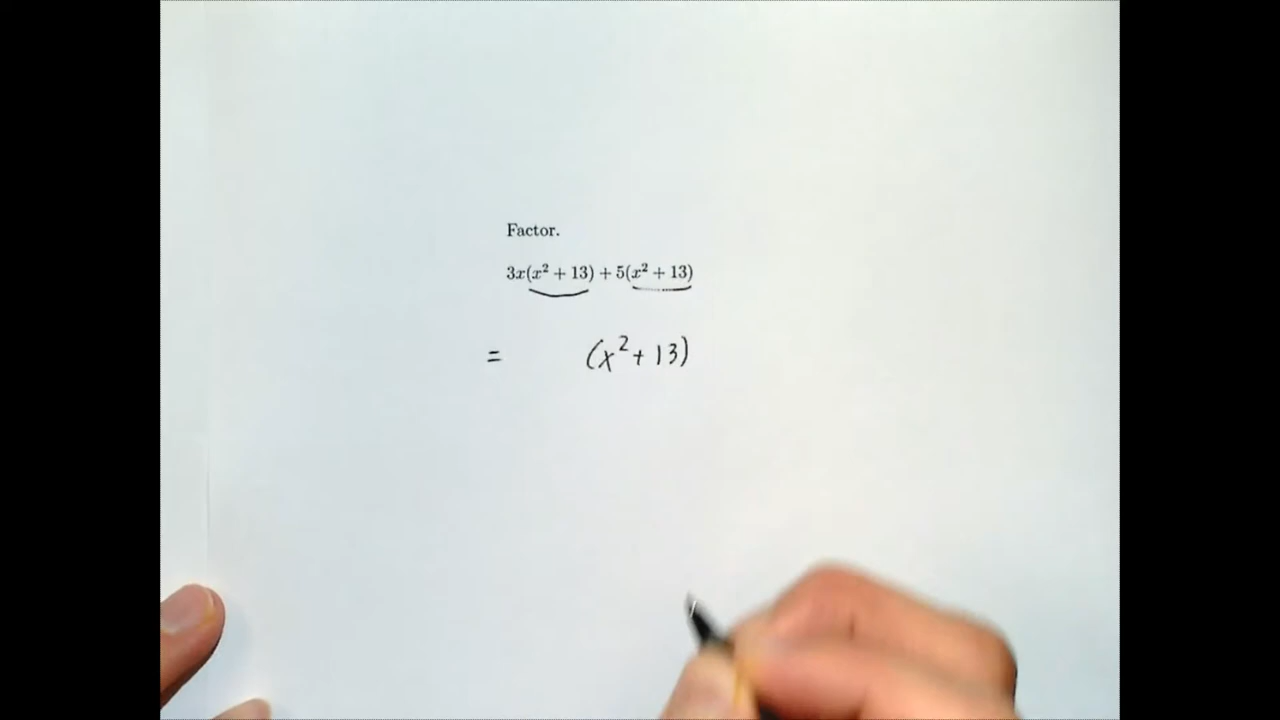 Factor.
3x(x² + 13) + 5(x² + 13)
= (x² + 13)